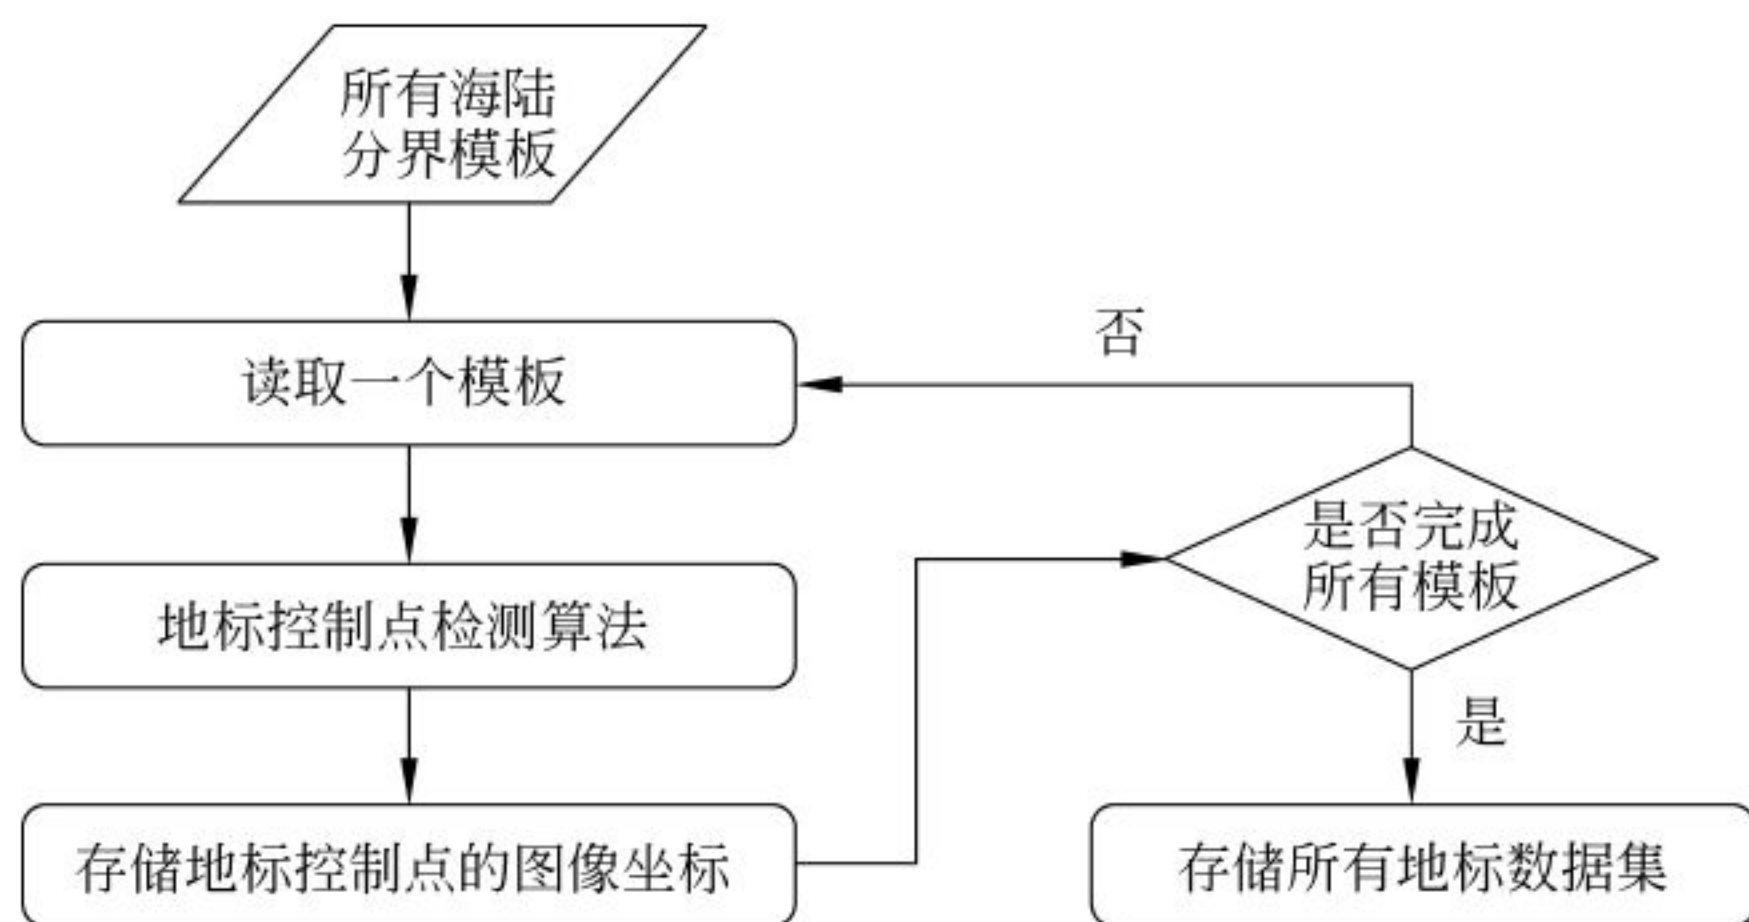 所有海陆
分界模板
读取一个模板
否
地标控制点检测算法
是否完成
所有模板
是
存储地标控制点的图像坐标
存储所有地标数据集